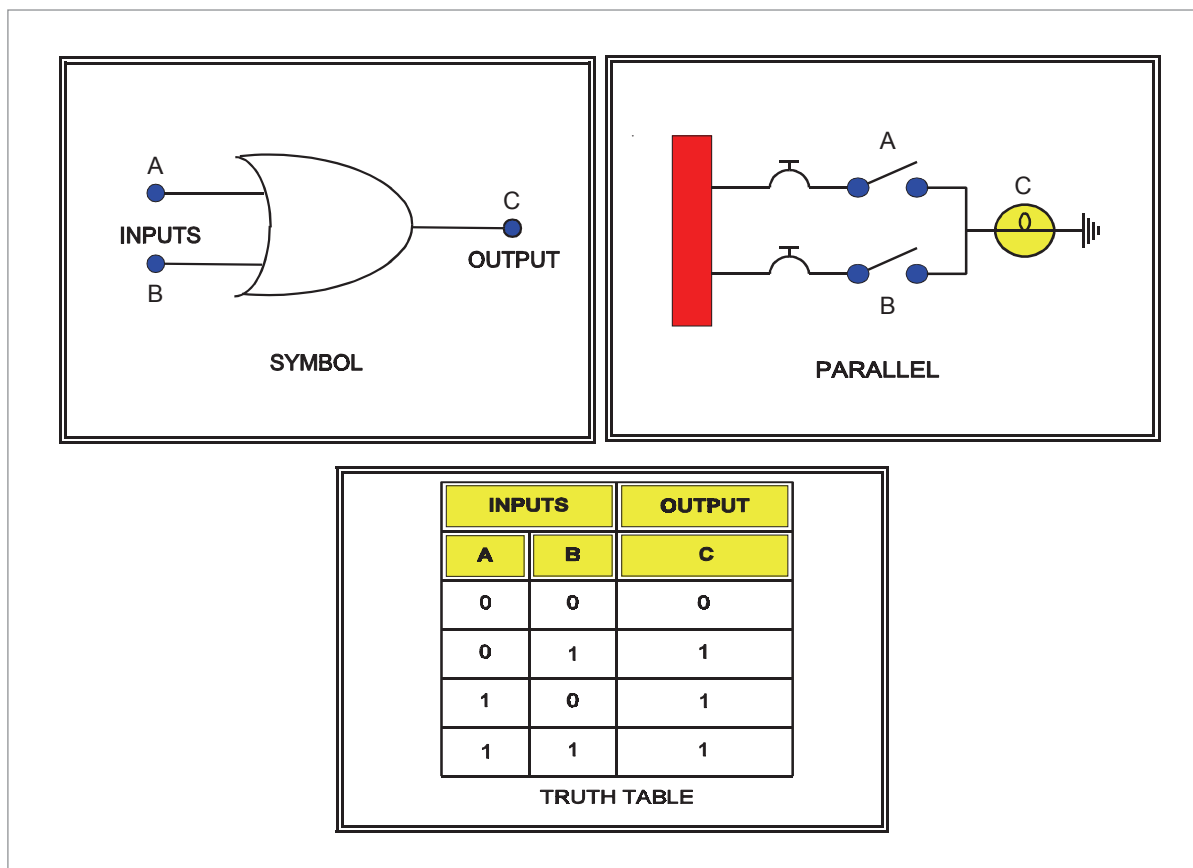 A
INPUTS
B
C
OUTPUT
SYMBOL
A
B
C
PARALLEL
INPUTS OUTPUT
A B C
0 0 0
0 1 1
1 0 1
1 1 1
TRUTH TABLE